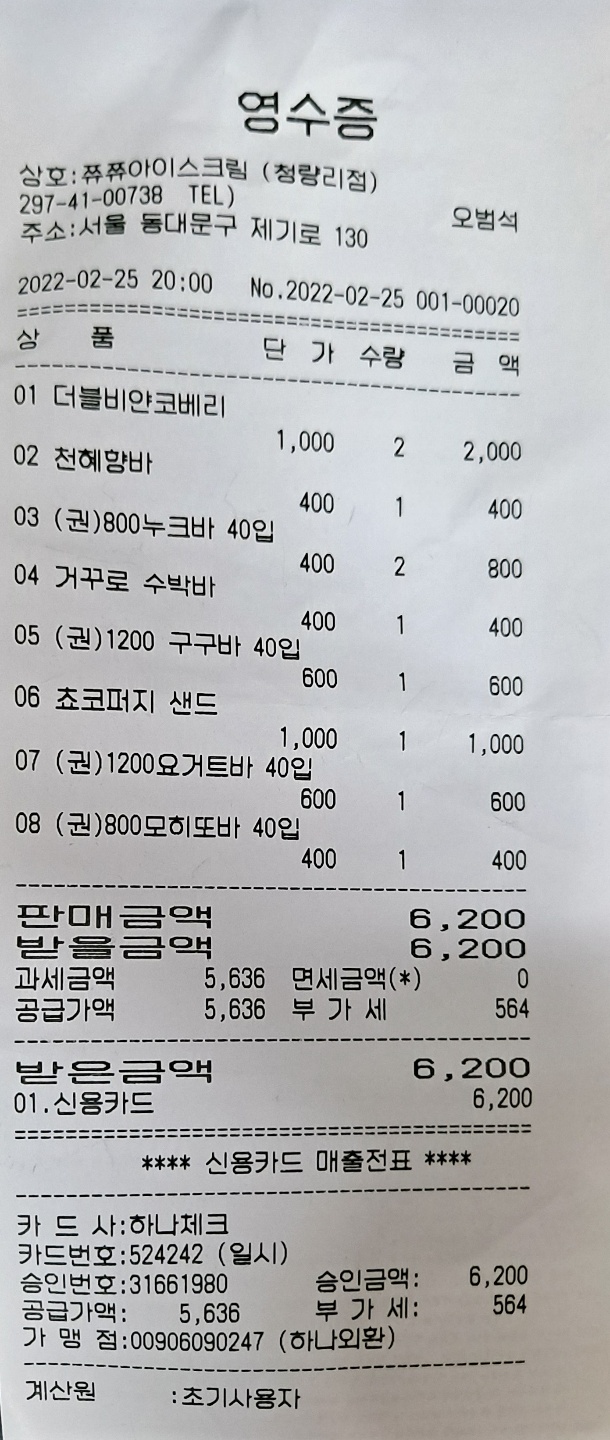 영수증
상호:쮸쮸아이스크림 (청량리점)
297-41-00738 TEL) 오범석
주소:서울 동대문구 제기로 130
2022-02-25 20:00 No.2022-02-25 001-00020
상 품 단 가 수량 금 액
01 더블비얀코베리
1,000 2 2,000
02 천혜향바
400 1 400
03 (권)800누크바 40입
400 2 800
04 거꾸로 수박바
400 1 400
05 (권)1200 구구바 40입
600 1 600
06 쵸코퍼지 샌드
1,000 1 1,000
07 (권)1200요거트바 40입
600 1 600
08 (권)800모히또바 40입
400 1 400
판매금액 6,200
받을금액 6,200
과세금액 5,636 면세금액(*) 0
공급가액 5,636 부 가 세 564
받은금액 6,200
01.신용카드 6,200
**** 신용카드 매출전표 ****
카 드 사:하나체크
카드번호:524242 (일시)
승인번호:31661980 승인금액: 6,200
공급가액: 5,636 부 가 세: 564
가 맹 점:00906090247 (하나외환)
계산원 :초기사용자